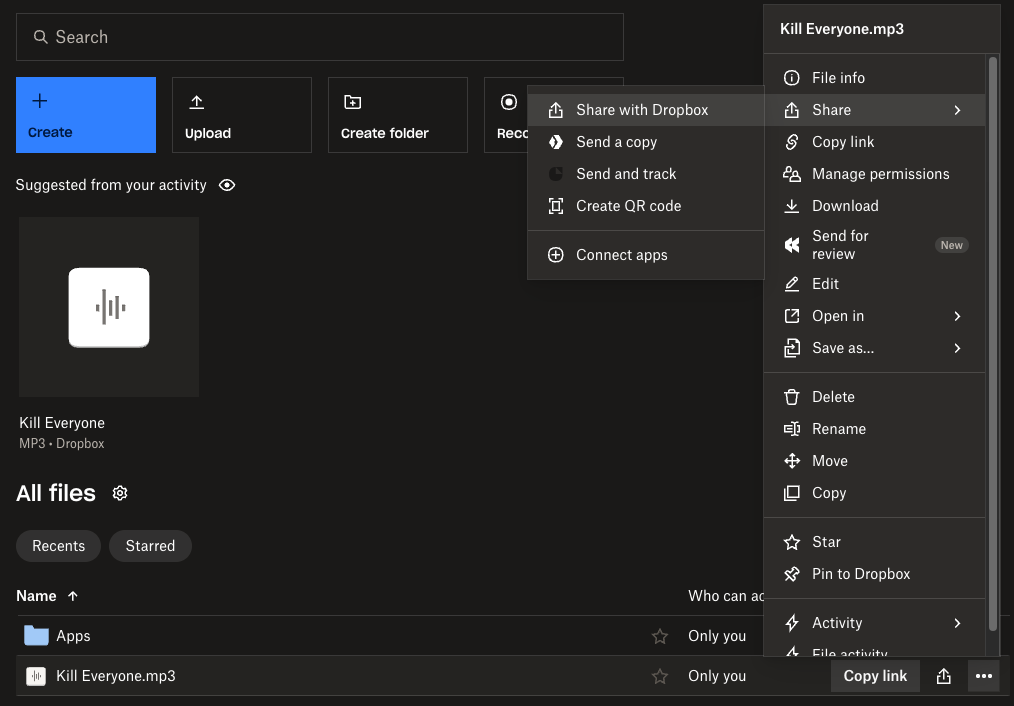 Search
Create
Upload
Create folder
Suggested from your activity
Kill Everyone
MP3 • Dropbox
All files
Recents
Starred
Name
Who can
Apps
Only you
Kill Everyone.mp3
Only you
Copy link
Share with Dropbox
Send a copy
Send and track
Create QR code
Connect apps
Kill Everyone.mp3
File info
Share
Copy link
Manage permissions
Download
Send for
review
New
Edit
Open in
Save as...
Delete
Rename
Move
Copy
Star
Pin to Dropbox
Activity
File activity